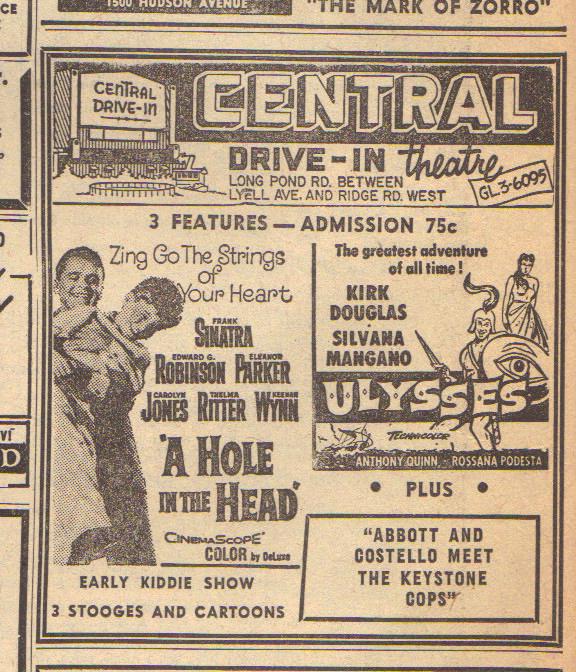 CE
1500 HUDSON AVENUE
"THE MARK OF ZORRO"
CENTRAL
DRIVE-IN
CENTRAL
DRIVE-IN theatre
LONG POND RD. BETWEEN
LYELL AVE. AND RIDGE RD. WEST
GL.3-6095
3 FEATURES — ADMISSION 75c
Zing Go The Strings
of
Your Heart
FRANK
SINATRA
EDWARD G. ELEANOR
ROBINSON PARKER
CAROLYN THELMA KEENAN
JONES RITTER WYNN
'A HOLE
IN THE HEAD'
CINEMASCOPE
COLOR by DeLuxe
EARLY KIDDIE SHOW
3 STOOGES AND CARTOONS
The greatest adventure
of all time!
KIRK
DOUGLAS
SILVANA
MANGANO
ULYSSES
TECHNICOLOR
ANTHONY QUINN - ROSSANA PODESTA
• PLUS •
"ABBOTT AND
COSTELLO MEET
THE KEYSTONE
COPS"